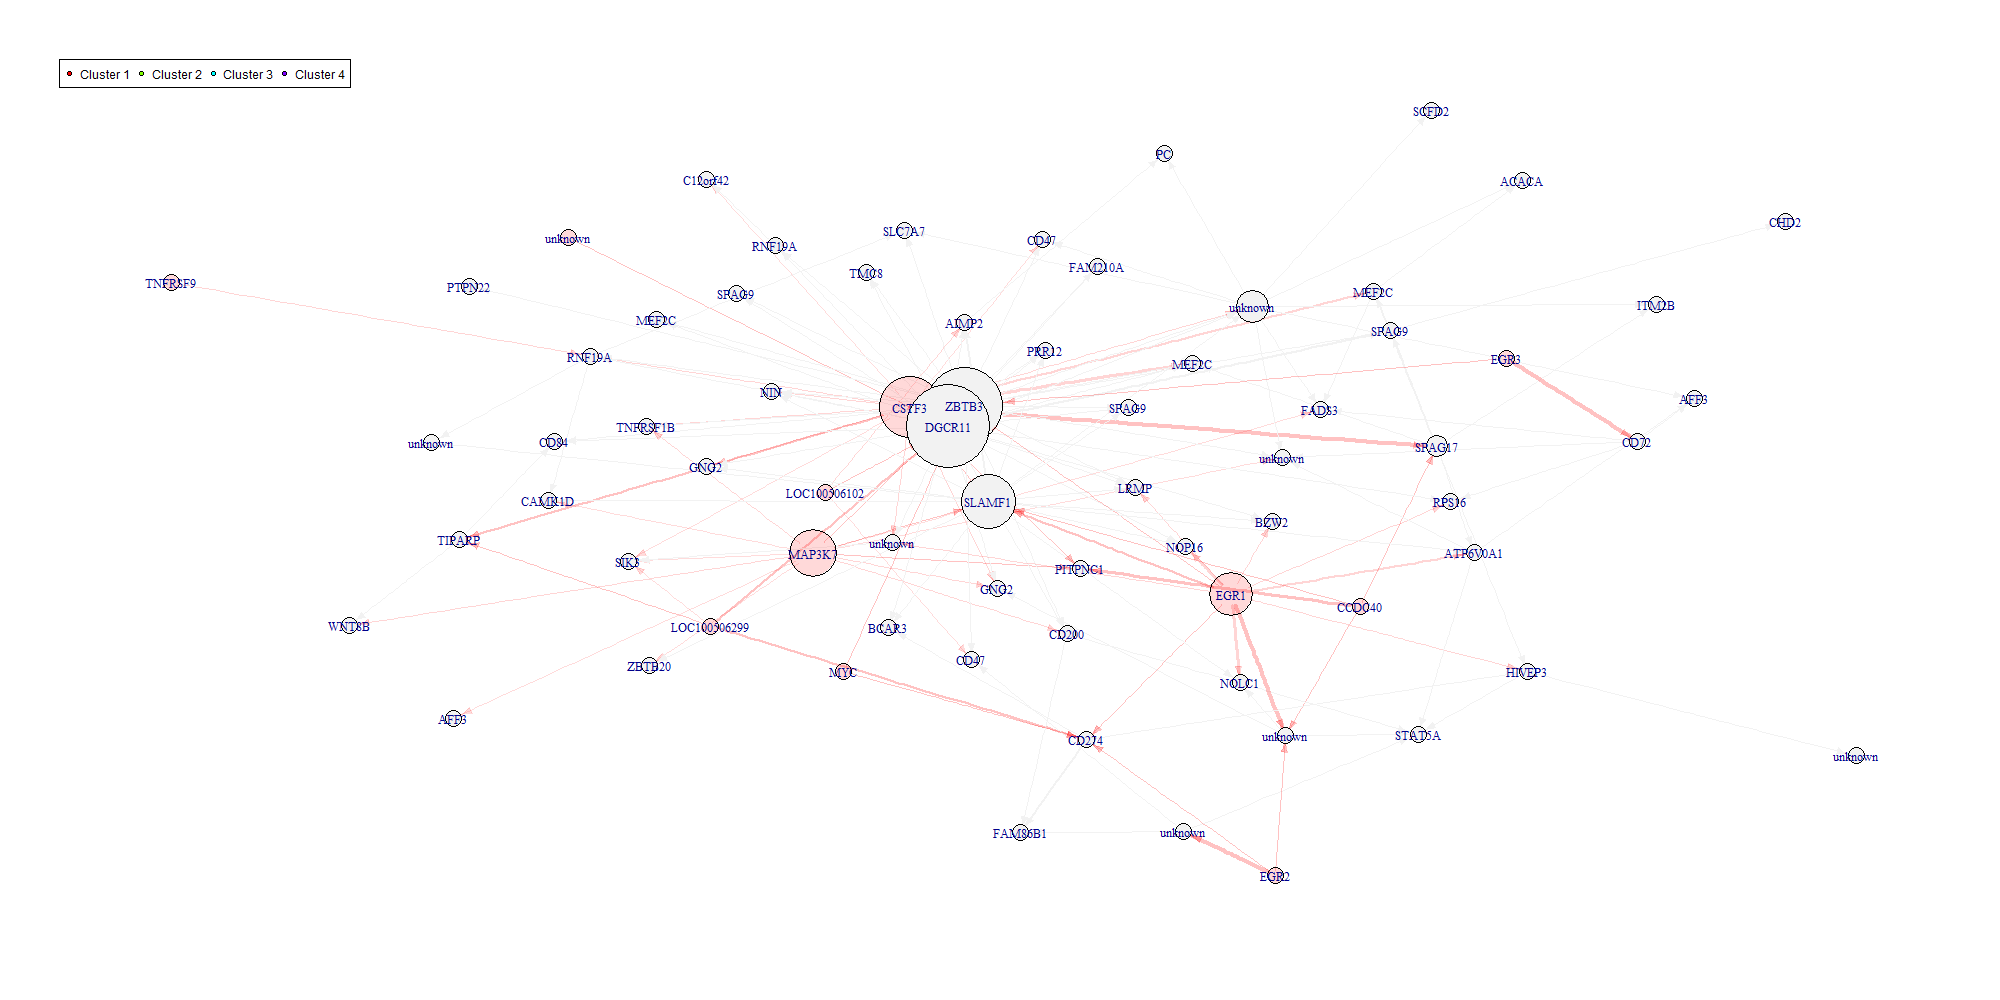 Cluster 1 Cluster 2 Cluster 3 Cluster 4
SCFD2
PC
C12orf42
ACACA
CHD2
SLC7A7
unknown
CD47
RNF19A
FAM210A
TMC8
TNFRSF9
PTPN22
SPAG9
MEF2C
ITM2B
unknown
MEF2C
AIMP2
SPAG9
PRR12
RNF19A
EGR3
MEF2C
NIN
AFF3
CSTF3
ZBTB3
SPAG9
FADS3
TNFRSF1B
DGCR11
unknown
CD84
CD72
SPAG17
unknown
GNG2
LRMP
LOC100506102
CAMK1D
SLAMF1
RPS16
BZW2
TIPARP
unknown
NOP16
MAP3K7
ATP6V0A1
SIK3
PITPNC1
GNG2
EGR1
CCDC40
WNT8B
LOC100506299
BCAR3
CD200
CD47
ZBTB20
MYC
HIVEP3
NOLC1
AFF3
STAT5A
unknown
CD274
unknown
FAM86B1
unknown
EGR2